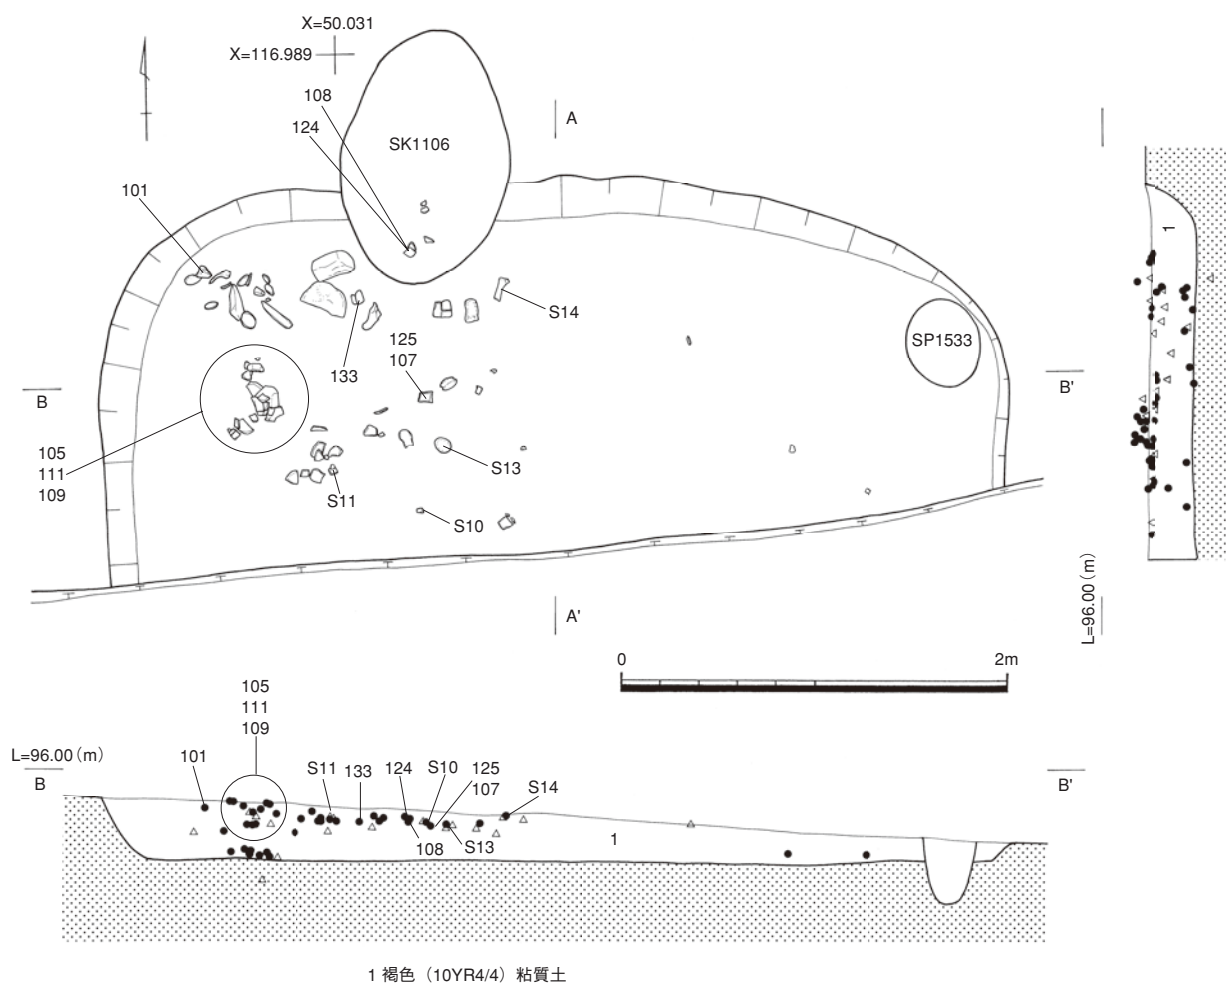 X=50.031
X=116.989
108
124
A
SK1106
101
S14
SP1533
133
125
107
B
B'
105
111
109
S13
S11
S10
A'
1
L=96.00(m)
0
2m
105
111
109
L=96.00(m)
B
101
S11
133
124
S10
125
107
S14
B'
108
S13
1
1 褐色（10YR4/4）粘質土